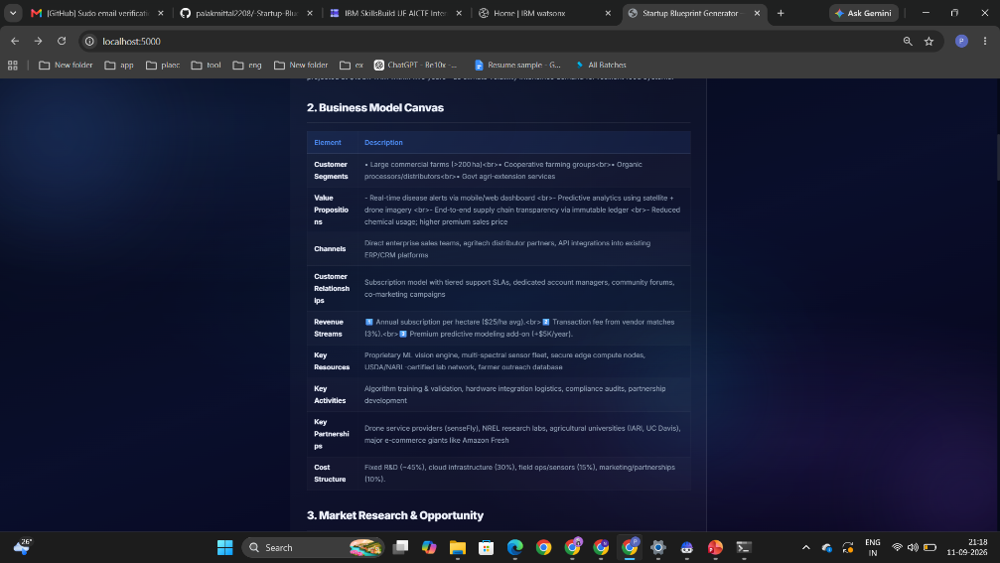 [GitHub] Sudo email verificati
palakmittal2208/-Startup-Blu
IBM SkillsBuild UF AICTE Inter
Home | IBM watsonx
Startup Blueprint Generator
Ask Gemini
localhost:5000
P
New folder
app
plaec
tool
eng
New folder
ex
ChatGPT - Be10x -...
Resume sample - G...
All Batches
2. Business Model Canvas
Element Description
Customer Segments
• Large commercial farms (>200 ha)<br>• Cooperative farming groups<br>• Organic
processors/distributors<br>• Govt agri-extension services
Value Propositio ns
- Real-time disease alerts via mobile/web dashboard <br>- Predictive analytics using satellite +
drone imagery <br>- End-to-end supply chain transparency via immutable ledger <br>- Reduced
chemical usage; higher premium sales price
Channels
Direct enterprise sales teams, agritech distributor partners, API integrations into existing
ERP/CRM platforms
Customer Relationsh ips
Subscription model with tiered support SLAs, dedicated account managers, community forums,
co-marketing campaigns
Revenue Streams
1️⃣ Annual subscription per hectare ($25/ha avg).<br>2️⃣ Transaction fee from vendor matches
(3%).<br>3️⃣ Premium predictive modeling add-on (+$5K/year).
Key Resources
Proprietary ML vision engine, multi-spectral sensor fleet, secure edge compute nodes,
USDA/NABL-certified lab network, farmer outreach database
Key Activities
Algorithm training & validation, hardware integration logistics, compliance audits, partnership
development
Key Partnershi ps
Drone service providers (senseFly), NREL research labs, agricultural universities (IARI, UC Davis),
major e-commerce giants like Amazon Fresh
Cost Structure
Fixed R&D (~45%), cloud infrastructure (30%), field ops/sensors (15%), marketing/partnerships
(10%).
3. Market Research & Opportunity
26°
Search
ENG
IN
21:18
11-09-2026